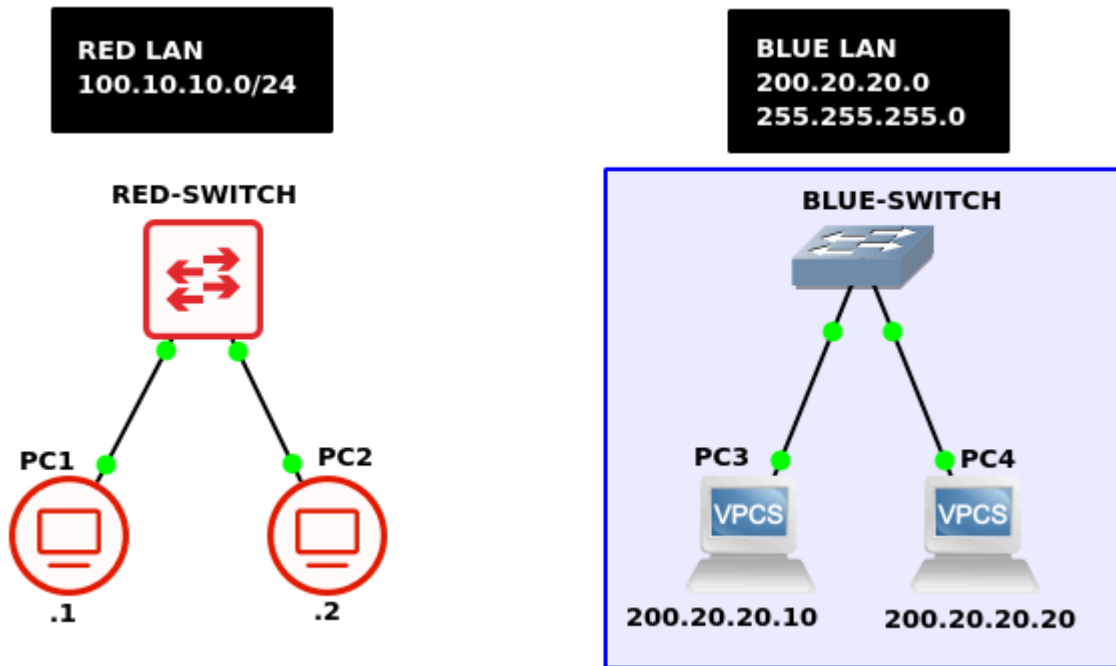 RED LAN
100.10.10.0/24
BLUE LAN
200.20.20.0
255.255.255.0
RED-SWITCH
BLUE-SWITCH
PC1
PC2
PC3
PC4
VPCS
VPCS
.1
.2
200.20.20.10
200.20.20.20